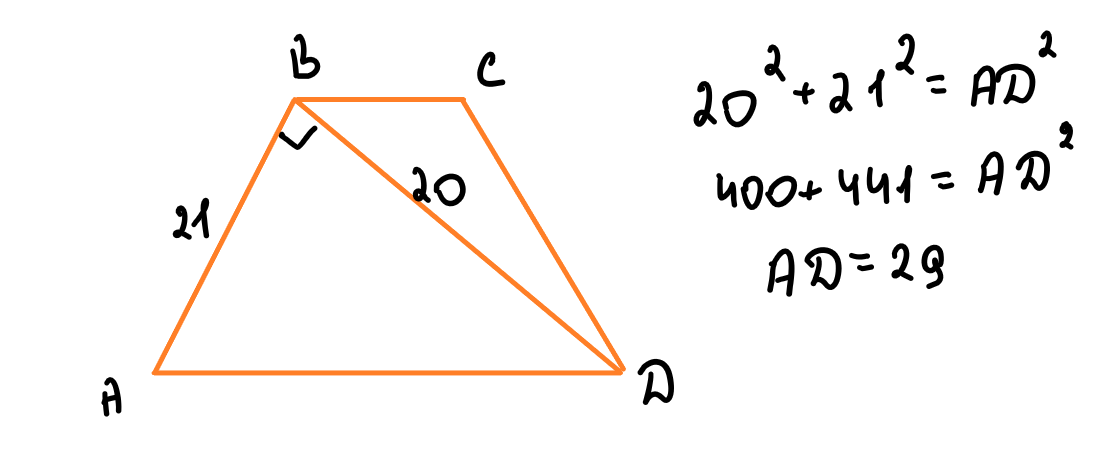 B C
20² + 21² = AD²
20
400 + 441 = AD²
21
AD = 29
A D